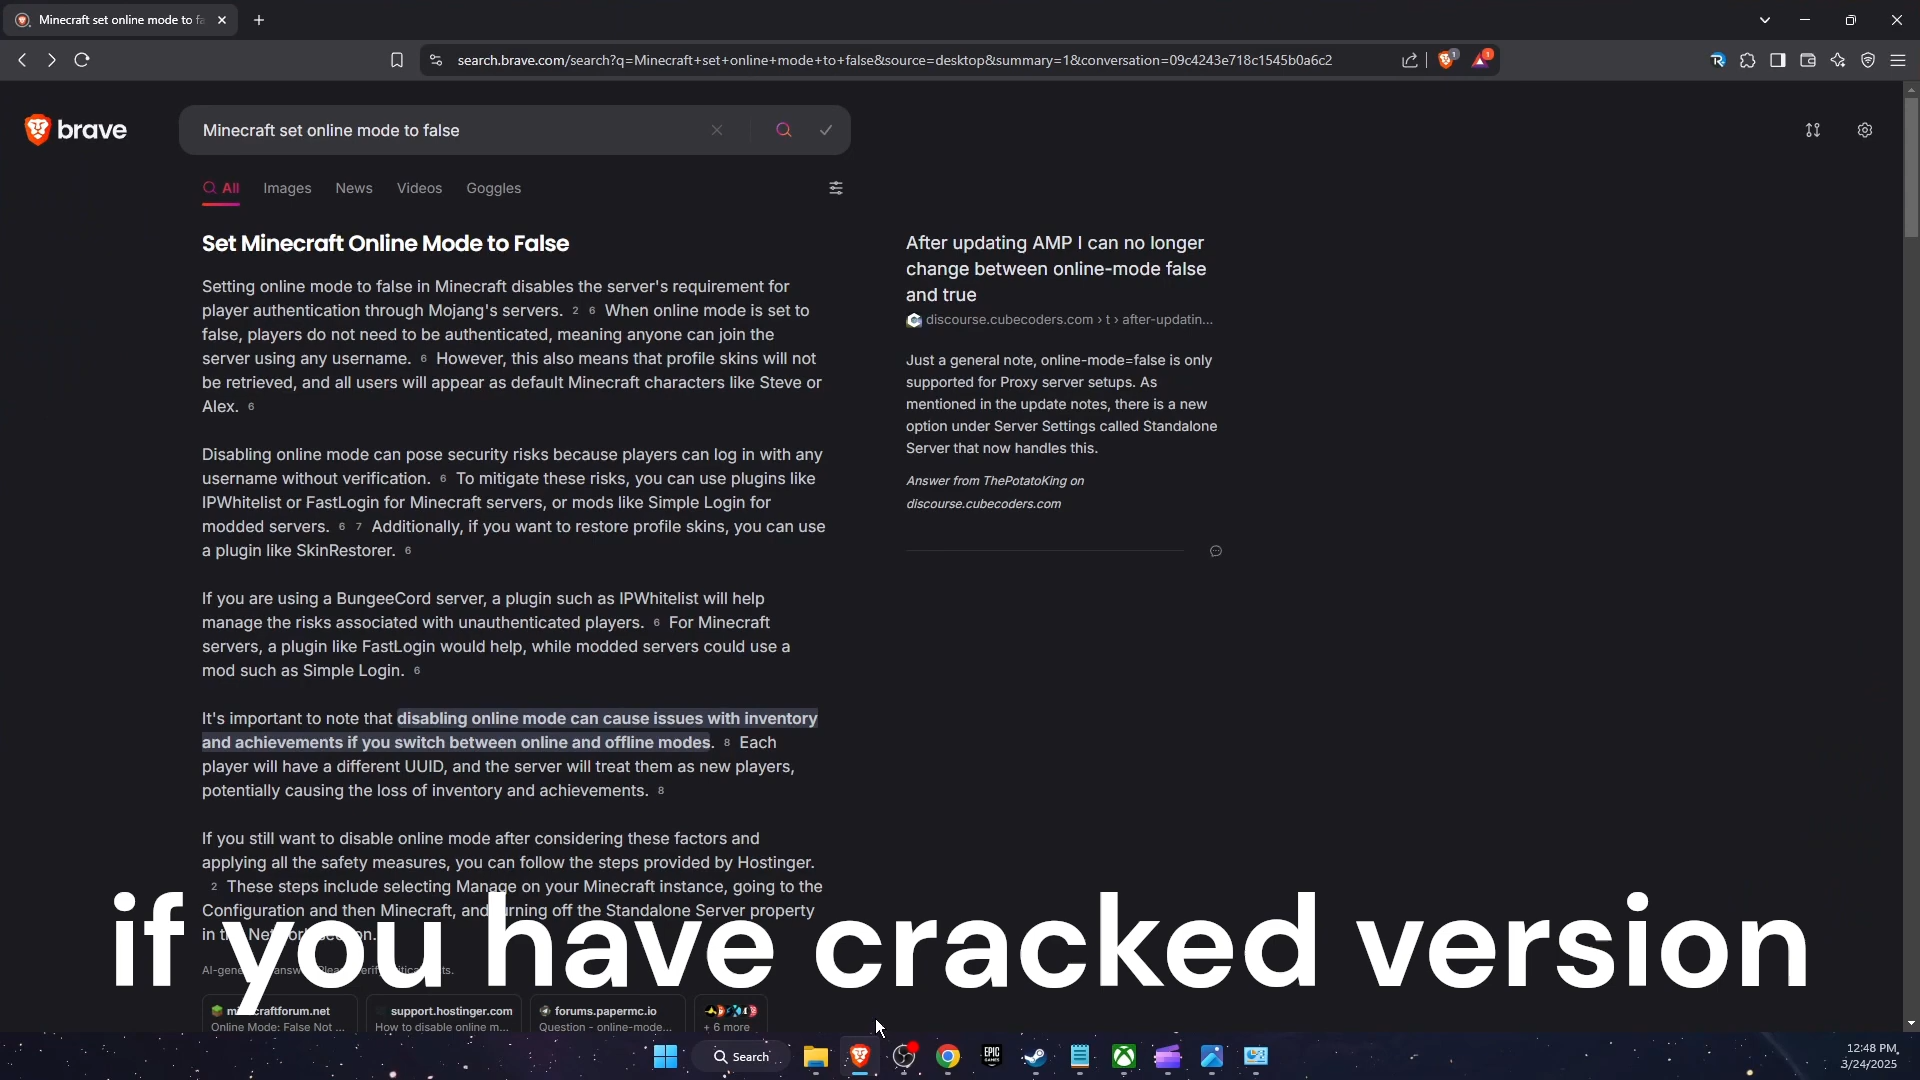 Minecraft set online mode to fa
search.brave.com/search?q=Minecraft+set+online+mode+to+false&source=desktop&summary=1&conversation=09c4243e718c1545b0a6c2
1
1
brave
Minecraft set online mode to false
All
Images
News
Videos
Goggles
Set Minecraft Online Mode to False
Setting online mode to false in Minecraft disables the server's requirement for
player authentication through Mojang's servers. 2 6 When online mode is set to
false, players do not need to be authenticated, meaning anyone can join the
server using any username. 6 However, this also means that profile skins will not
be retrieved, and all users will appear as default Minecraft characters like Steve or
Alex. 6
Disabling online mode can pose security risks because players can log in with any
username without verification. 6 To mitigate these risks, you can use plugins like
IPWhitelist or FastLogin for Minecraft servers, or mods like Simple Login for
modded servers. 6 7 Additionally, if you want to restore profile skins, you can use
a plugin like SkinRestorer. 6
If you are using a BungeeCord server, a plugin such as IPWhitelist will help
manage the risks associated with unauthenticated players. 6 For Minecraft
servers, a plugin like FastLogin would help, while modded servers could use a
mod such as Simple Login. 6
It's important to note that disabling online mode can cause issues with inventory
and achievements if you switch between online and offline modes. 8 Each
player will have a different UUID, and the server will treat them as new players,
potentially causing the loss of inventory and achievements. 8
If you still want to disable online mode after considering these factors and
applying all the safety measures, you can follow the steps provided by Hostinger.
2 These steps include selecting Manage on your Minecraft instance, going to the
Configuration and then Minecraft, and turning off the Standalone Server property
in
After updating AMP I can no longer
change between online-mode false
and true
discourse.cubecoders.com › t › after-updatin...
Just a general note, online-mode=false is only
supported for Proxy server setups. As
mentioned in the update notes, there is a new
option under Server Settings called Standalone
Server that now handles this.
Answer from ThePotatoKing on
discourse.cubecoders.com
if you have cracked version
support.hostinger.com
forums.papermc.io
Online Mode: False Not ...
How to disable online m...
Question - online-mode...
+ 6 more
Search
EPIC
GAMES
12:48 PM
3/24/2025